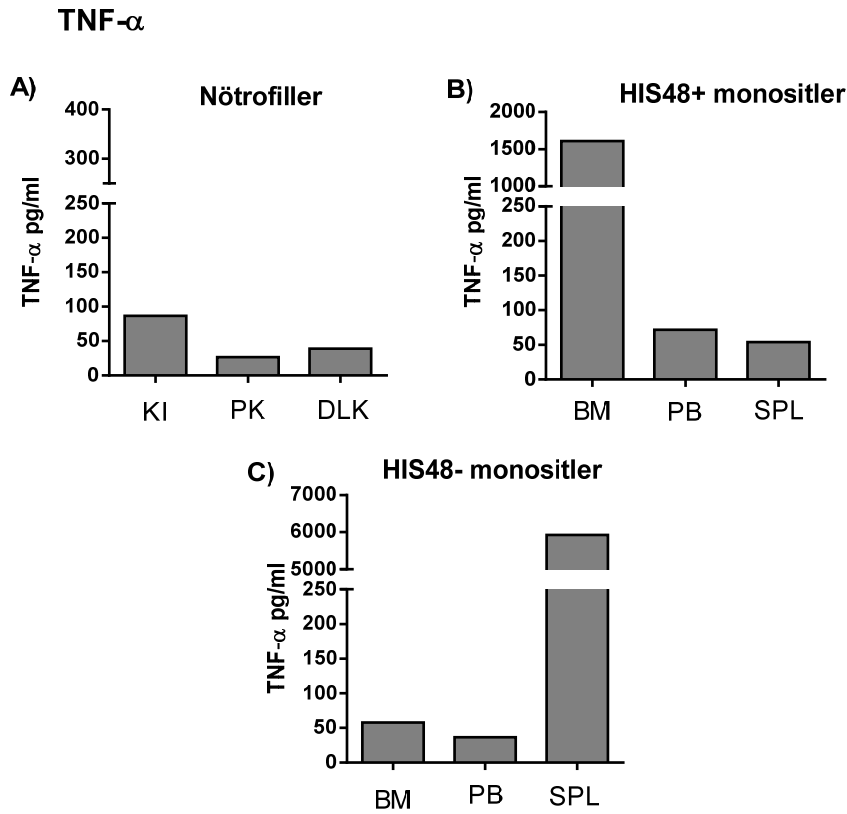 TNF-α
A)
Nötrofiller
TNF-α pg/ml
400
300
250
200
150
100
50
0
KI PK DLK
B)
HIS48+ monositler
TNF-α pg/ml
2000
1500
1000
250
200
150
100
50
0
BM PB SPL
C)
HIS48- monositler
TNF-α pg/ml
7000
6000
5000
250
200
150
100
50
0
BM PB SPL